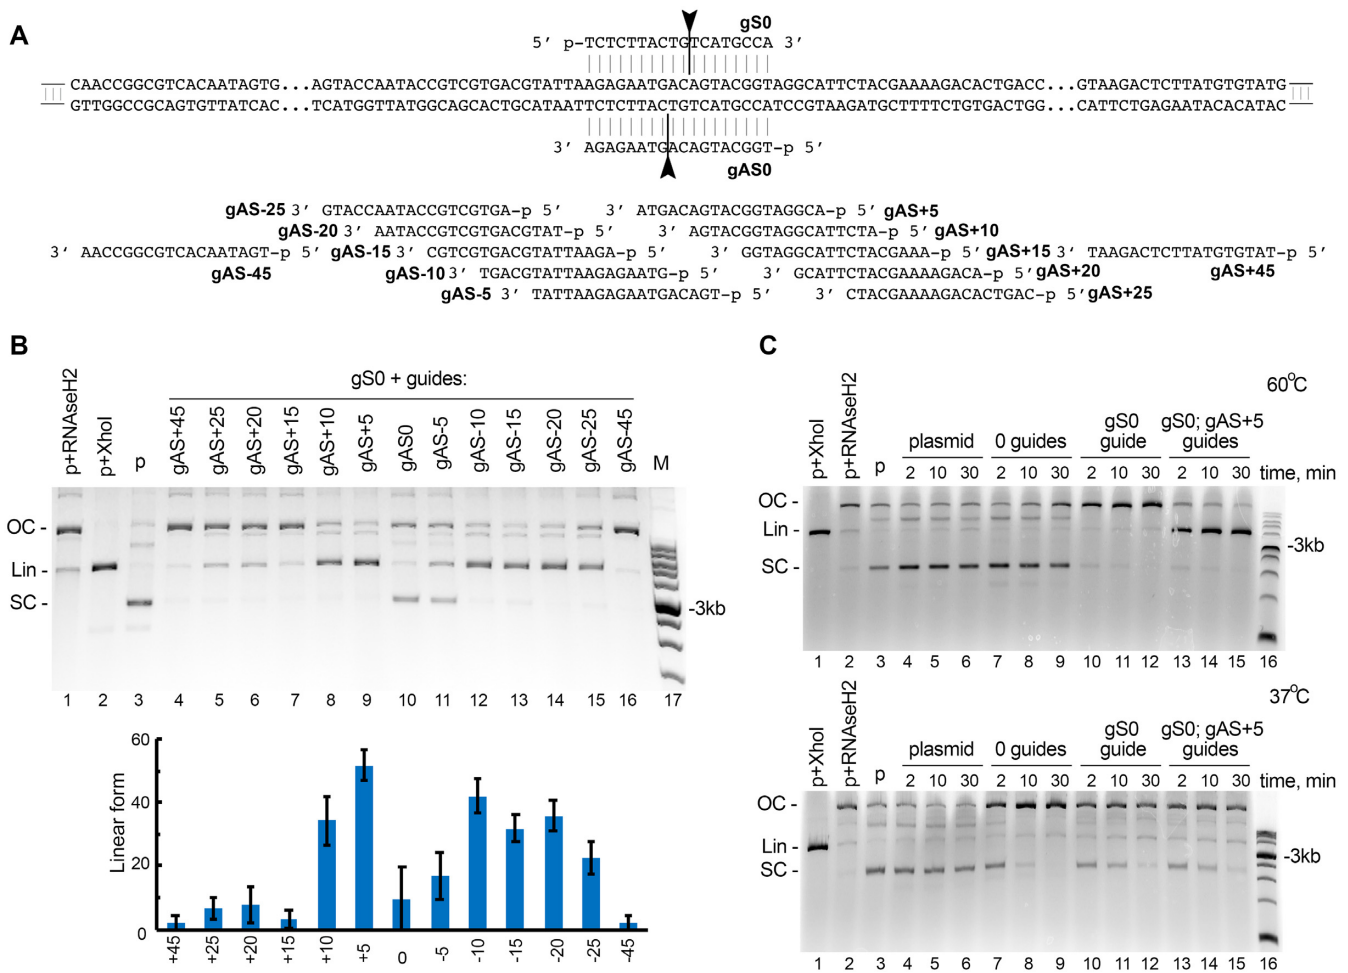 A
gS0
5′ p-TCTCTTACTGTCATGCCA 3′
CAACCGGCGTCACAATAGTG...AGTACCAATACCGTCGTGACGTATTAAGAGAATGACAGTACGGTAGGCATTCTACGAAAAGACACTGACC...GTAAGACTCTTATGTGTATG
GTTGGCCGCAGTGTTATCAC...TCATGGTTATGGCAGCACTGCATAATTCTCTTACTGTCATGCCATCCGTAAGATGCTTTTCTGTGACTGG...CATTCTGAGAATACACATAC
3′ AGAGAATGACAGTACGGT-p 5′
gAS0
gAS-25 3′ GTACCAATACCGTCGTGA-p 5′ 3′ ATGACAGTACGGTAGGCA-p 5′ gAS+5
gAS-20 3′ AATACCGTCGTGACGTAT-p 5′ 3′ AGTACGGTAGGCATTCTA-p 5′ gAS+10
3′ AACCGGCGTCACAATAGT-p 5′ gAS-15 3′ CGTCGTGACGTATTAAGA-p 5′ 3′ GGTAGGCATTCTACGAAA-p 5′ gAS+15 3′ TAAGACTCTTATGTGTAT-p 5′
gAS-45 gAS-10 3′ TGACGTATTAAGAGAATG-p 5′ 3′ GCATTCTACGAAAAGACA-p 5′ gAS+20 gAS+45
gAS-5 3′ TATTAAGAGAATGACAGT-p 5′ 3′ CTACGAAAAGACACTGAC-p 5′ gAS+25
B
gS0 + guides:
p+RNAseH2 p+XhoI p gAS+45 gAS+25 gAS+20 gAS+15 gAS+10 gAS+5 gAS0 gAS-5 gAS-10 gAS-15 gAS-20 gAS-25 gAS-45 M
OC -
Lin -
SC -
-3kb
1 2 3 4 5 6 7 8 9 10 11 12 13 14 15 16 17
Linear form
60
40
20
0
+45 +25 +20 +15 +10 +5 0 -5 -10 -15 -20 -25 -45
C
60°C
p+XhoI p+RNAseH2 p plasmid 0 guides gS0 guide gS0; gAS+5 guides
2 10 30 2 10 30 2 10 30 2 10 30 time, min
OC -
Lin -
SC -
-3kb
1 2 3 4 5 6 7 8 9 10 11 12 13 14 15 16
37°C
p+XhoI p+RNAseH2 p plasmid 0 guides gS0 guide gS0; gAS+5 guides
2 10 30 2 10 30 2 10 30 2 10 30 time, min
OC -
Lin -
SC -
-3kb
1 2 3 4 5 6 7 8 9 10 11 12 13 14 15 16